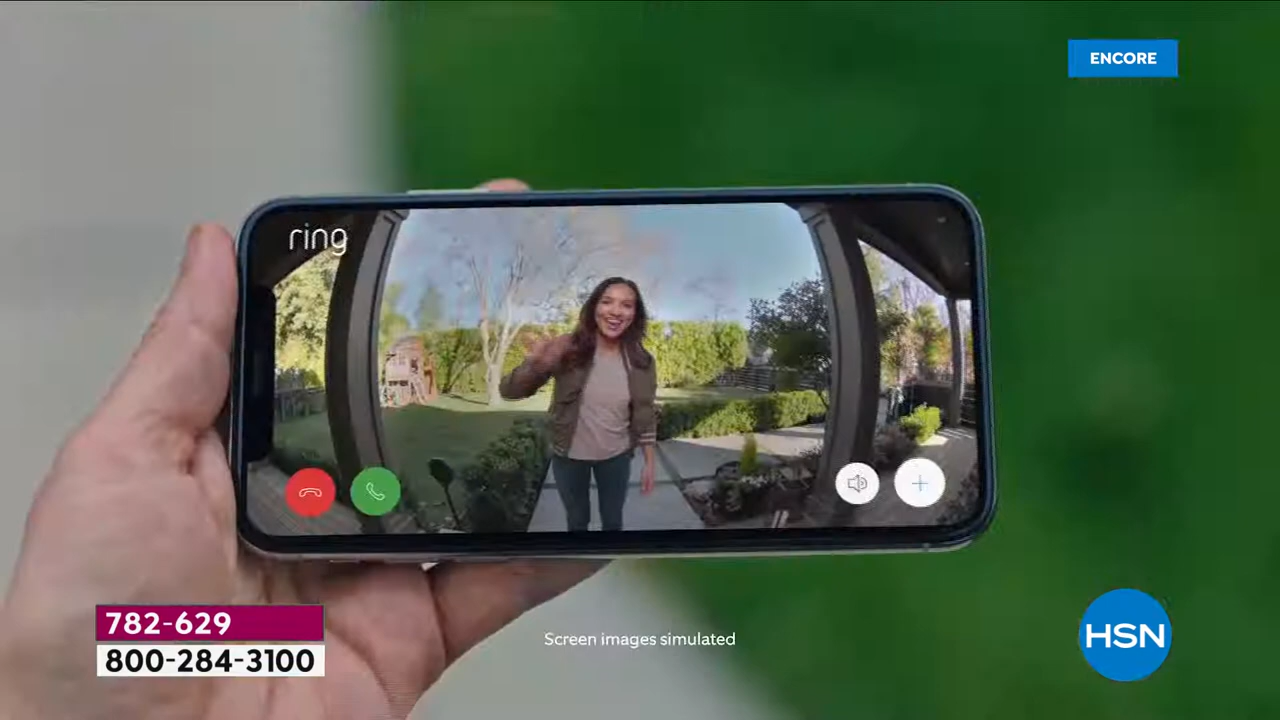 ENCORE
ring
782-629
800-284-3100
Screen images simulated
HSN